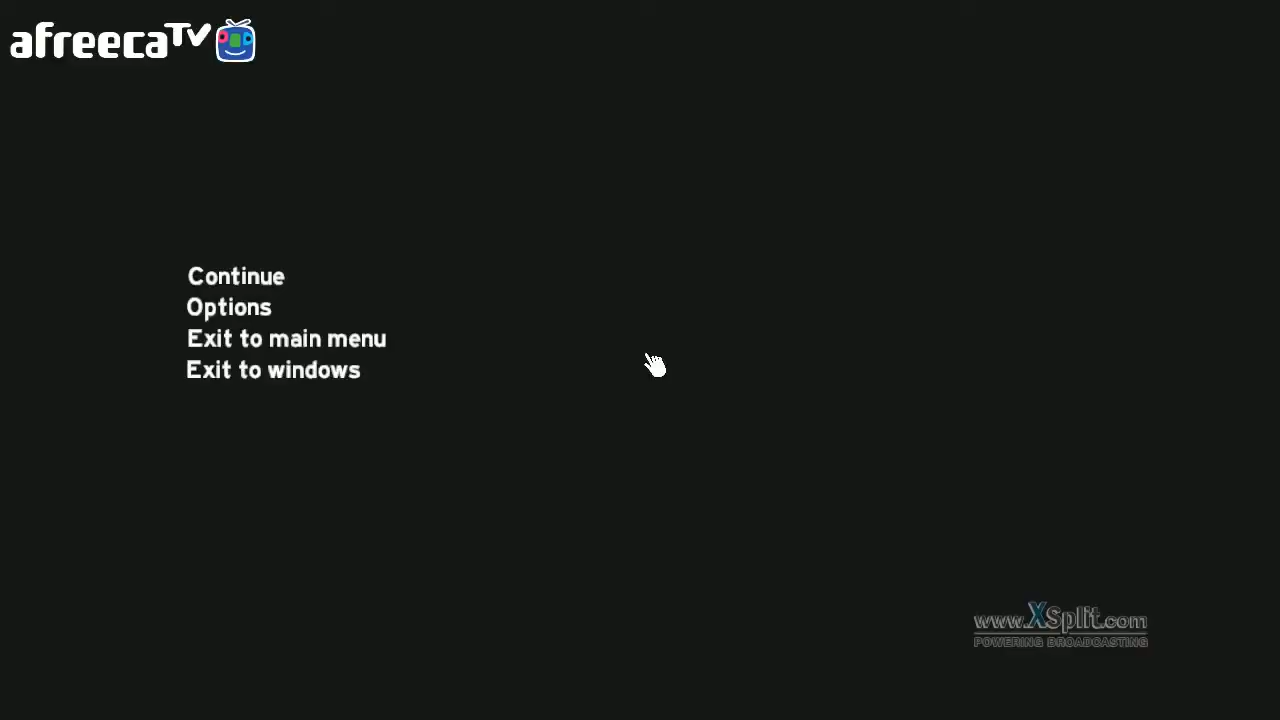 afreecaTV
Continue
Options
Exit to main menu
Exit to windows
www.XSplit.com
POWERING BROADCASTING